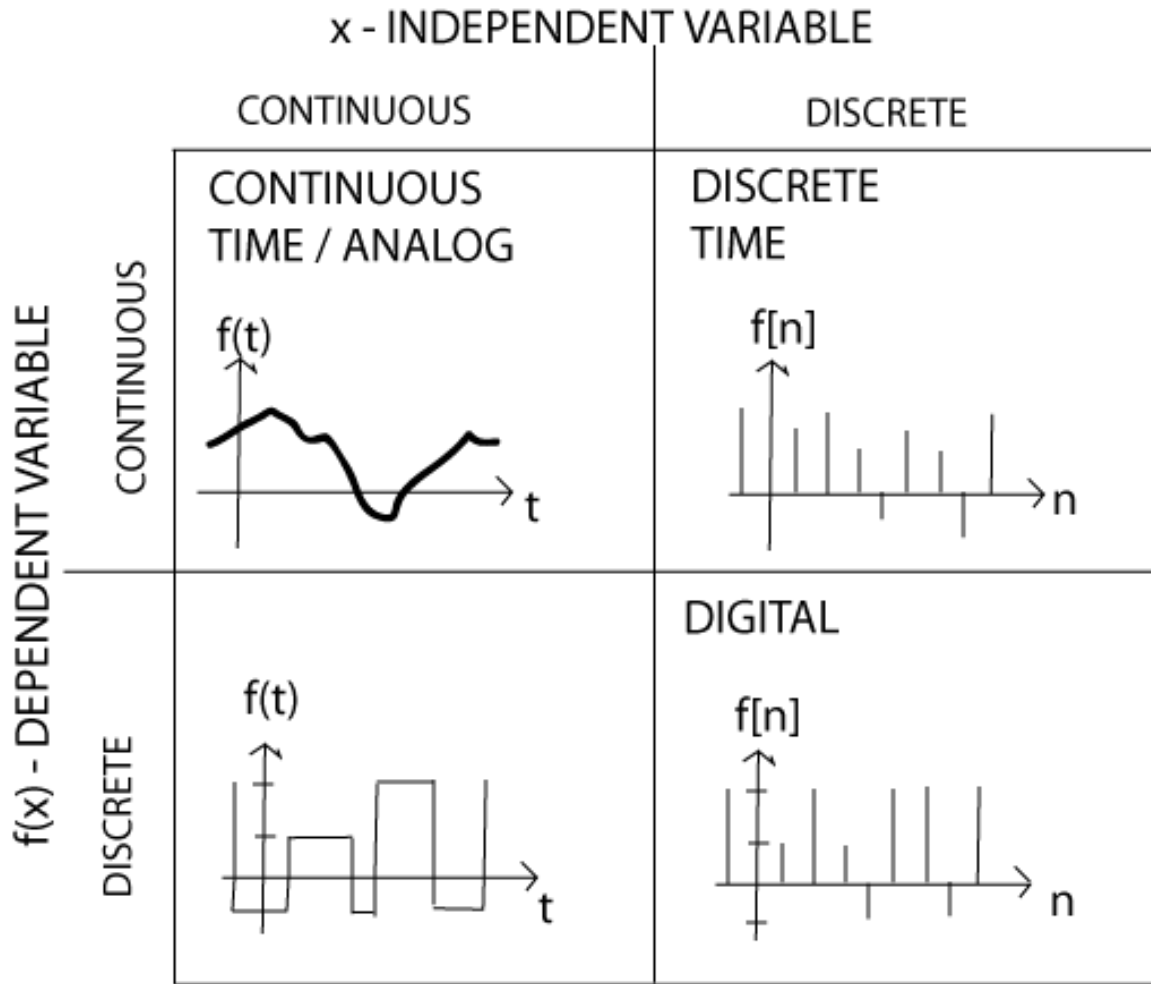 x - INDEPENDENT VARIABLE
CONTINUOUS
DISCRETE
f(x) - DEPENDENT VARIABLE
CONTINUOUS
CONTINUOUS
TIME / ANALOG
f(t)
t
DISCRETE
TIME
f[n]
n
DISCRETE
f(t)
t
DIGITAL
f[n]
n